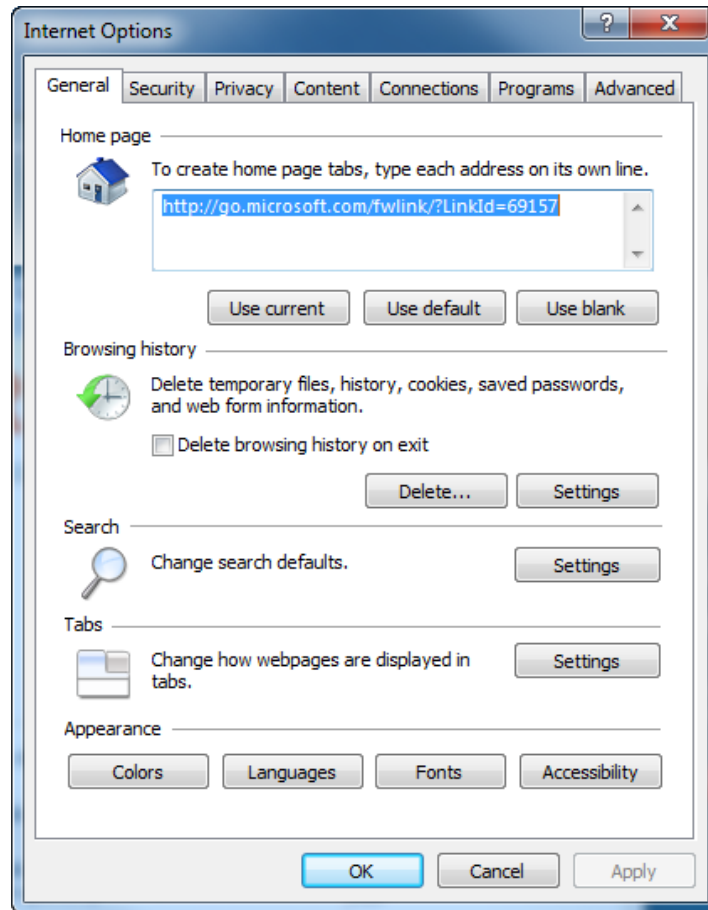 Internet Options
General Security Privacy Content Connections Programs Advanced
Home page
To create home page tabs, type each address on its own line.
http://go.microsoft.com/fwlink/?LinkId=69157
Use current Use default Use blank
Browsing history
Delete temporary files, history, cookies, saved passwords,
and web form information.
Delete browsing history on exit
Delete... Settings
Search
Change search defaults. Settings
Tabs
Change how webpages are displayed in
tabs. Settings
Appearance
Colors Languages Fonts Accessibility
OK Cancel Apply